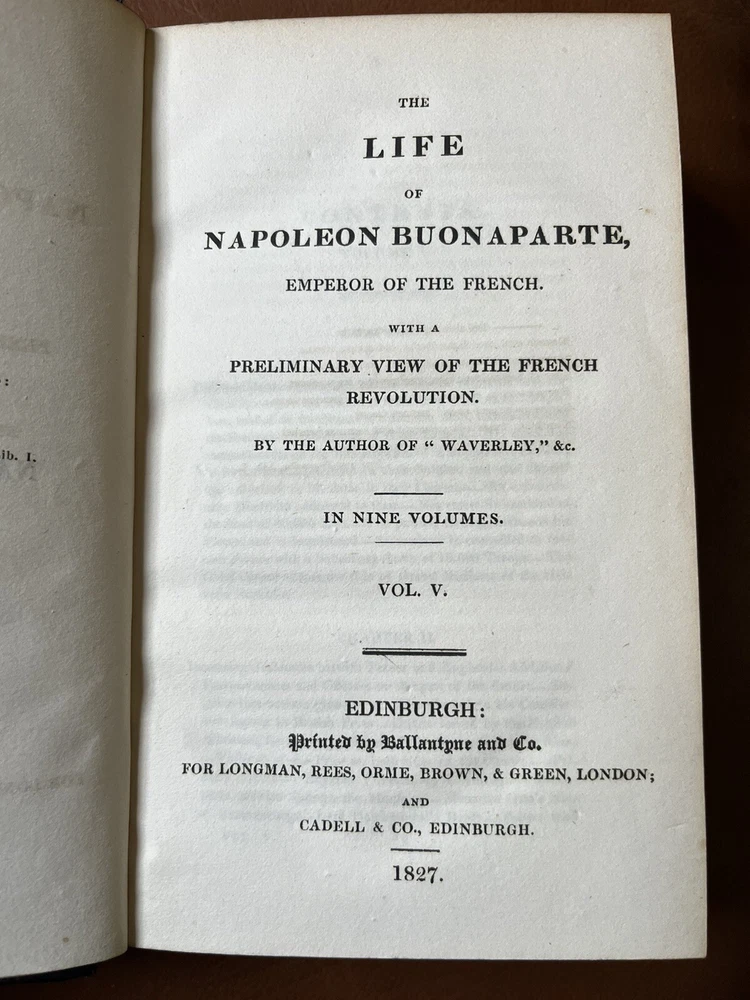 THE
LIFE
OF
NAPOLEON BUONAPARTE,
EMPEROR OF THE FRENCH.
WITH A
PRELIMINARY VIEW OF THE FRENCH
REVOLUTION.
BY THE AUTHOR OF “ WAVERLEY,” &c.
IN NINE VOLUMES.
VOL. V.
EDINBURGH:
Printed by Ballantyne and Co.
FOR LONGMAN, REES, ORME, BROWN, & GREEN, LONDON;
AND
CADELL & CO., EDINBURGH.
1827.